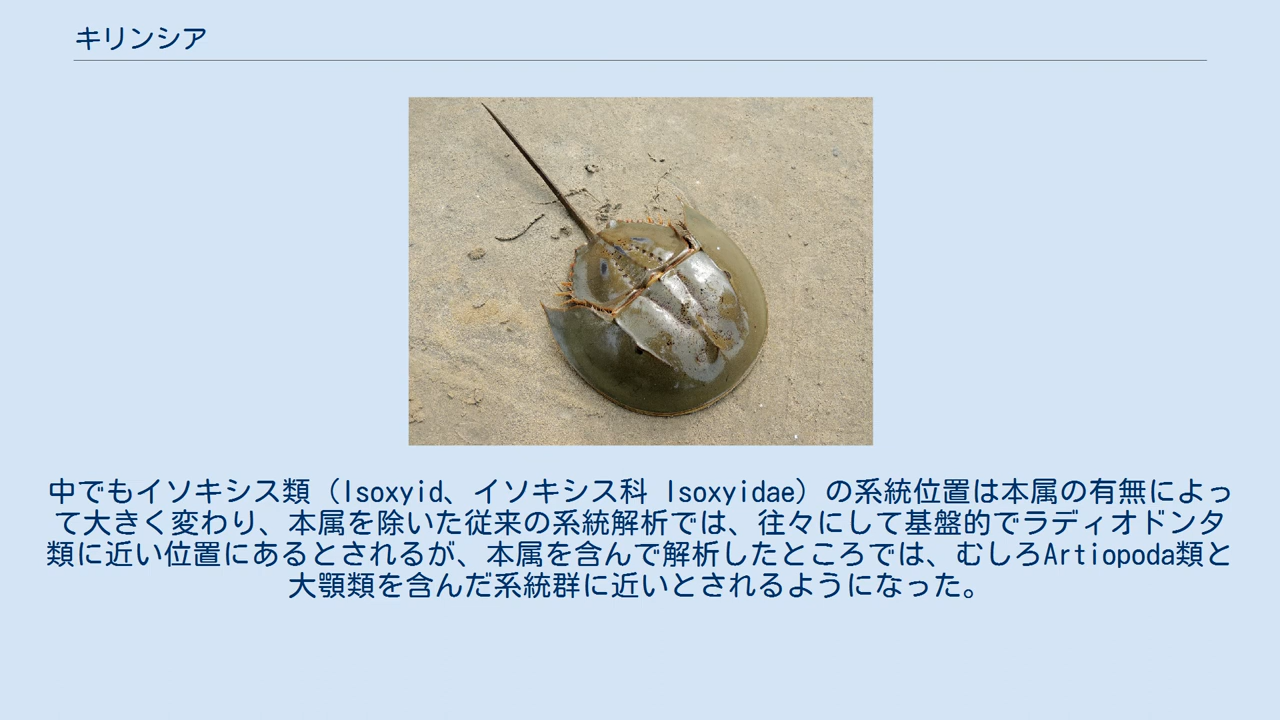 キリンシア
中でもイソキシス類（Isoxyid、イソキシス科 Isoxyidae）の系統位置は本属の有無によっ
て大きく変わり、本属を除いた従来の系統解析では、往々にして基盤的でラディオドンタ
類に近い位置にあるとされるが、本属を含んで解析したところでは、むしろArtiopoda類と
大顎類を含んだ系統群に近いとされるようになった。